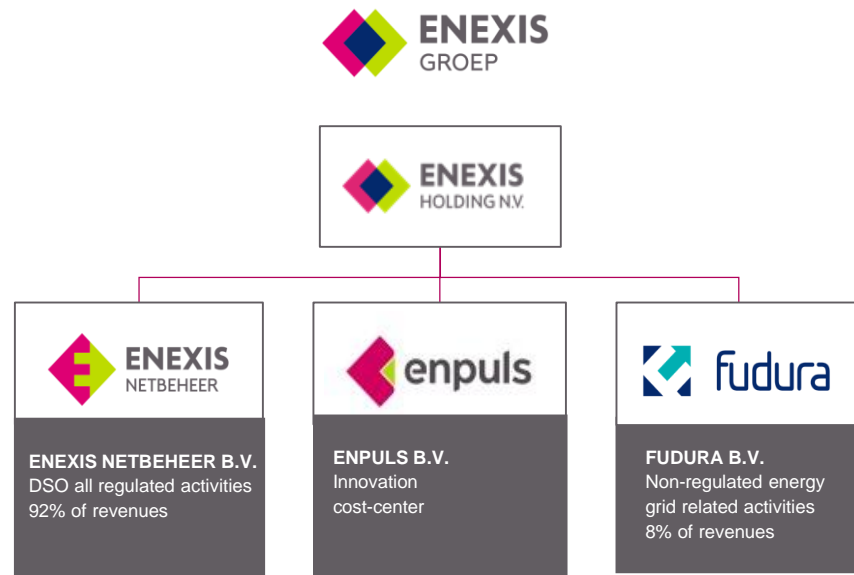 ENEXIS
GROEP
ENEXIS
HOLDING N.V.
ENEXIS
NETBEHEER
enpuls
fudura
ENEXIS NETBEHEER B.V.
DSO all regulated activities
92% of revenues
ENPULS B.V.
Innovation
cost-center
FUDURA B.V.
Non-regulated energy
grid related activities
8% of revenues